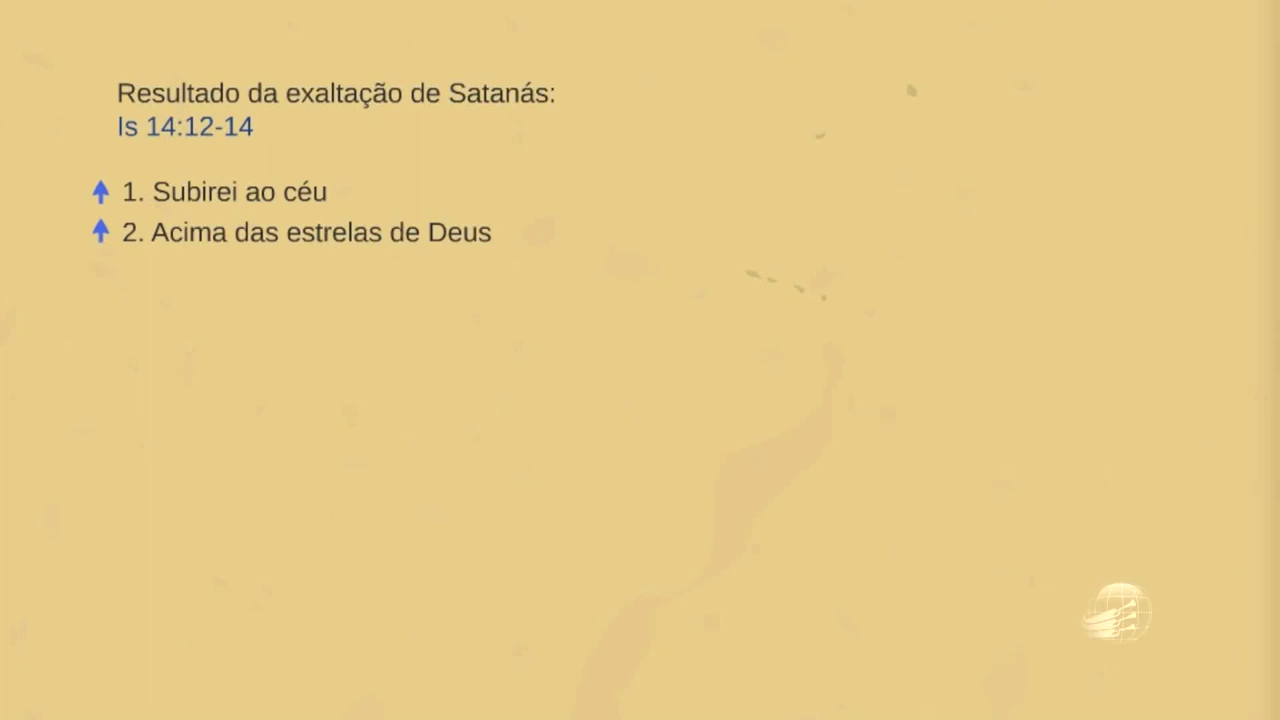 Resultado da exaltação de Satanás:
Is 14:12-14
1. Subirei ao céu
2. Acima das estrelas de Deus